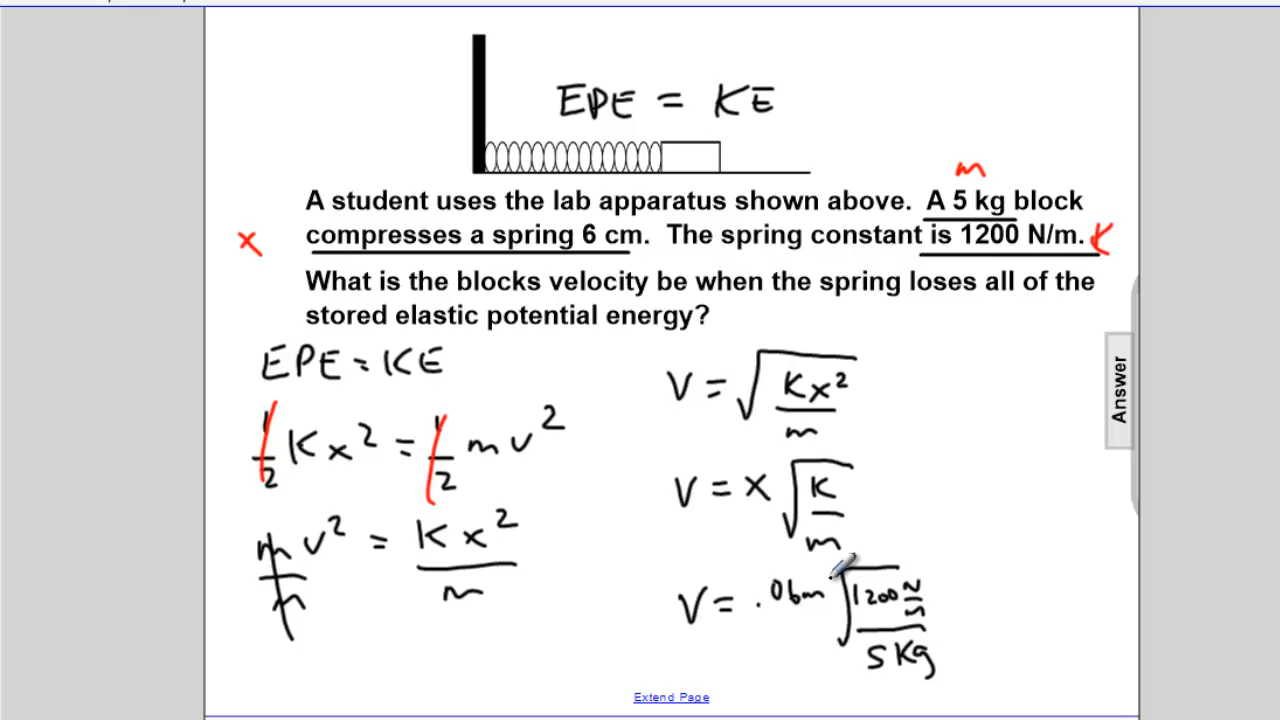 EPE = KE
m
A student uses the lab apparatus shown above. A 5 kg block
x compresses a spring 6 cm. The spring constant is 1200 N/m. K
What is the blocks velocity be when the spring loses all of the
stored elastic potential energy?
EPE = KE
1/2 Kx² = 1/2 mv²
mv²/m = Kx²/m
v = √(Kx²/m)
v = x √(K/m)
v = .06m √(1200 N/m / 5 Kg)
Answer
Extend Page